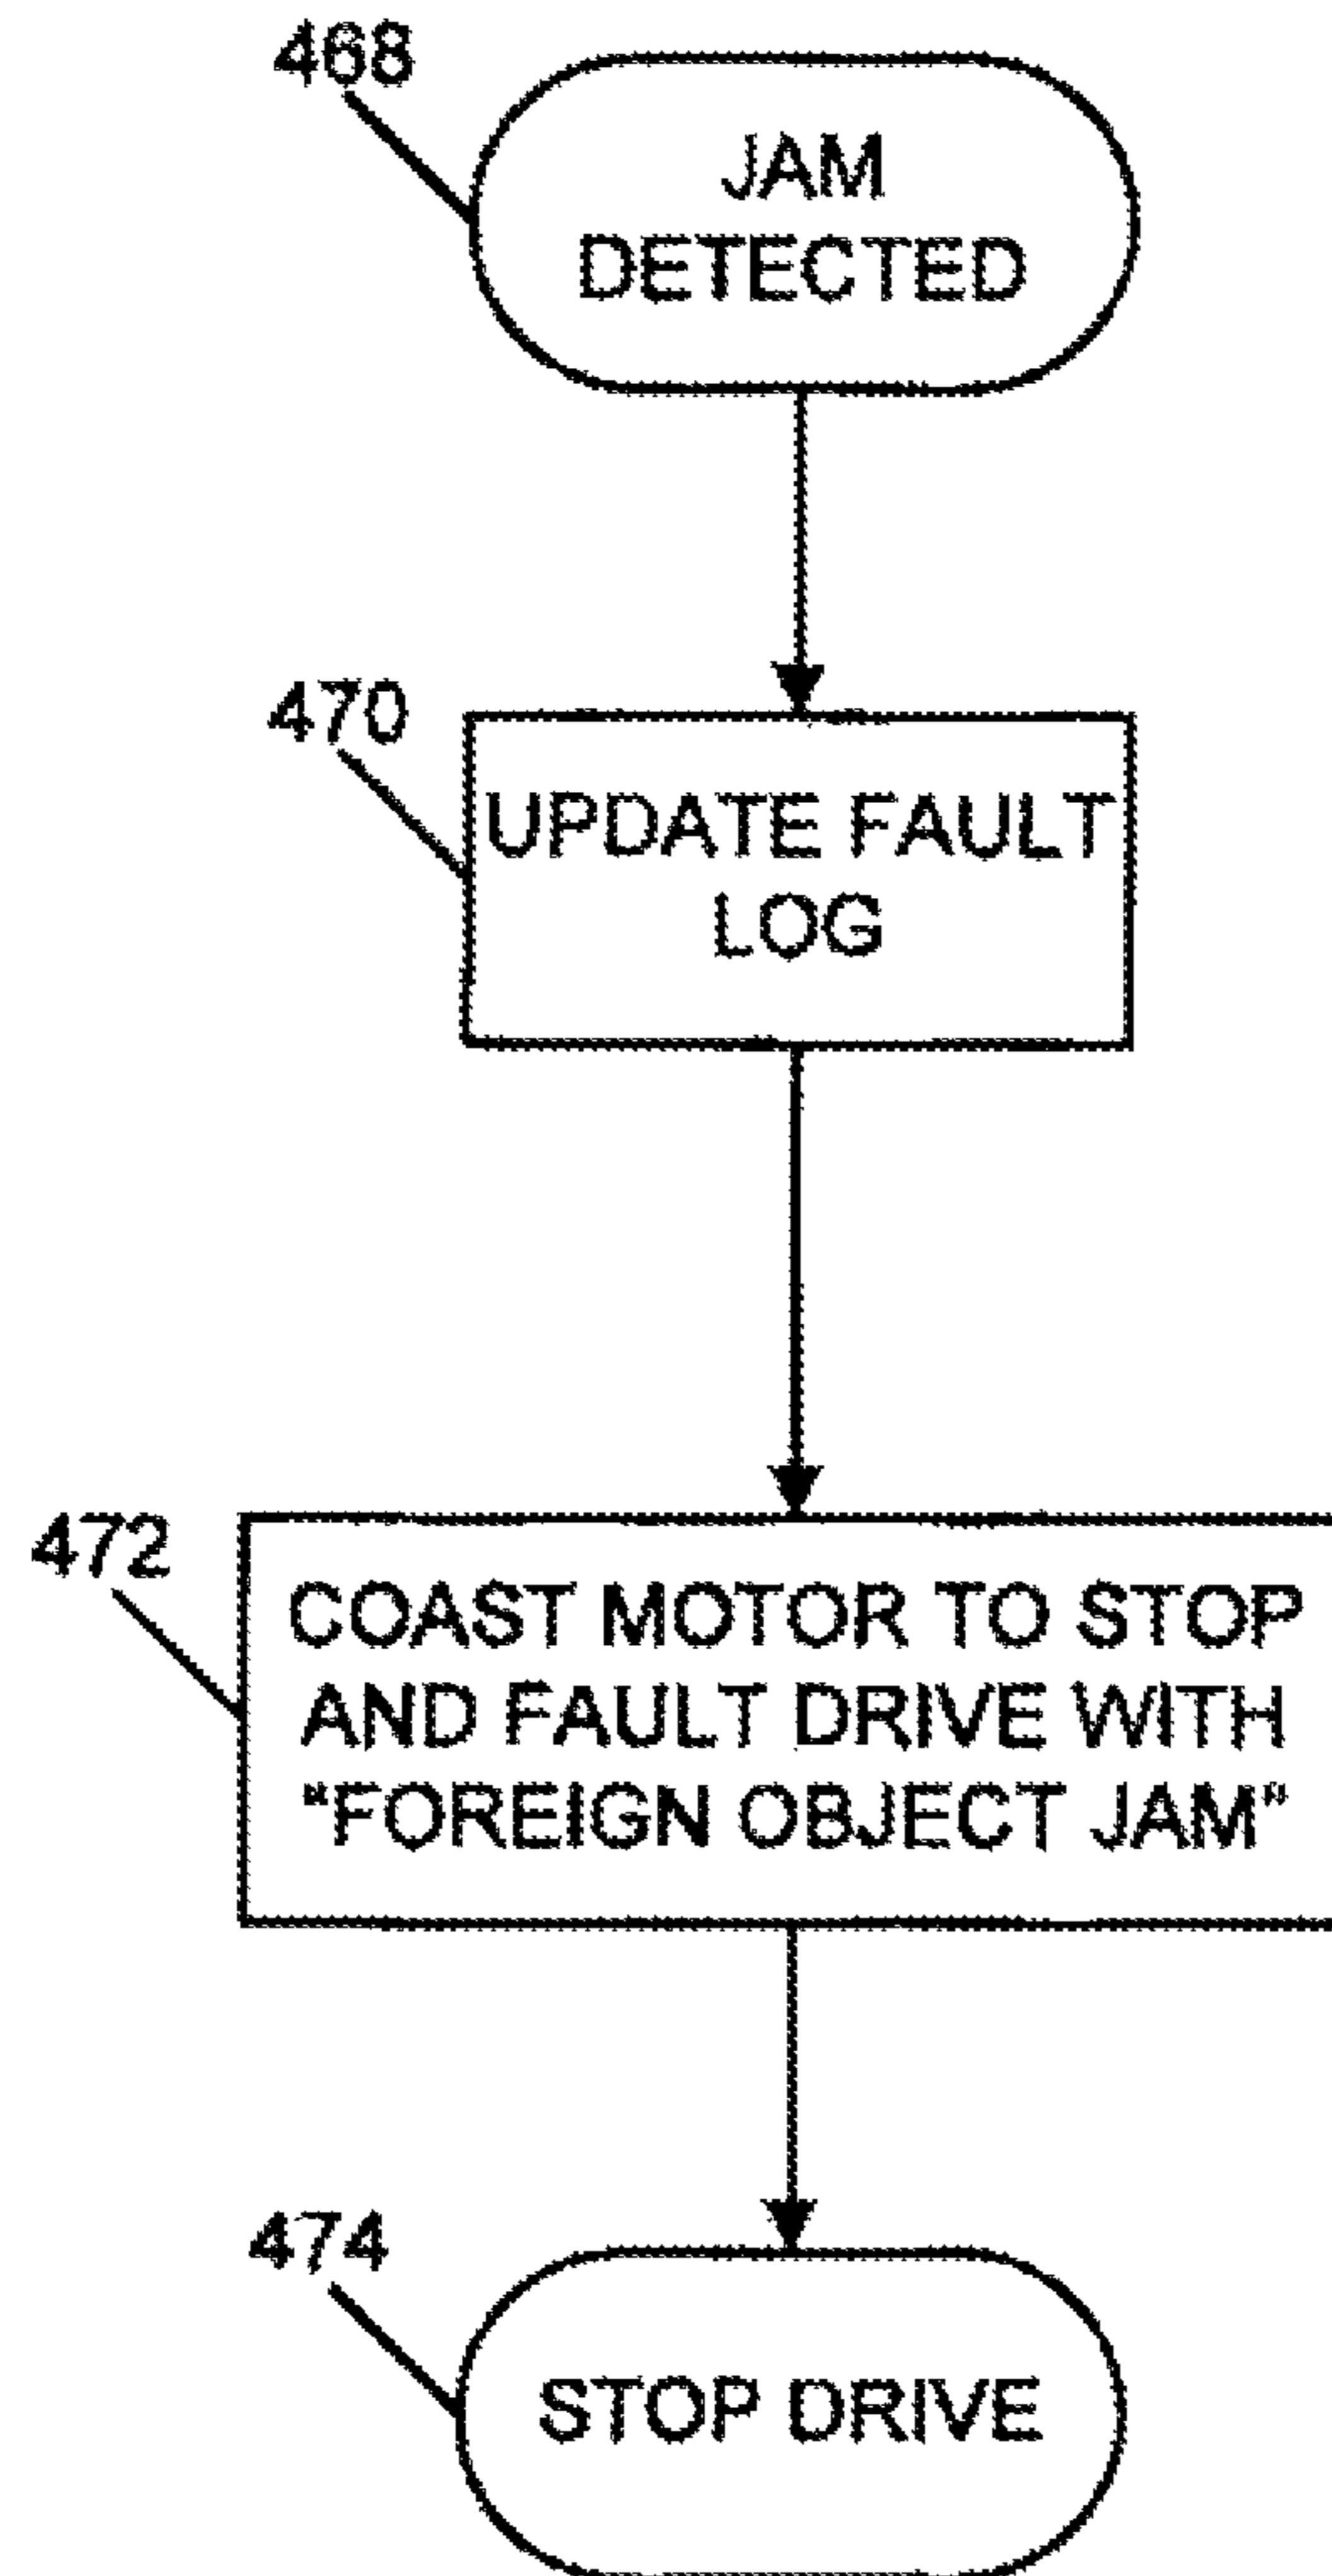 468
JAM
DETECTED
470
UPDATE FAULT
LOG
472
COAST MOTOR TO STOP
AND FAULT DRIVE WITH
"FOREIGN OBJECT JAM"
474
STOP DRIVE